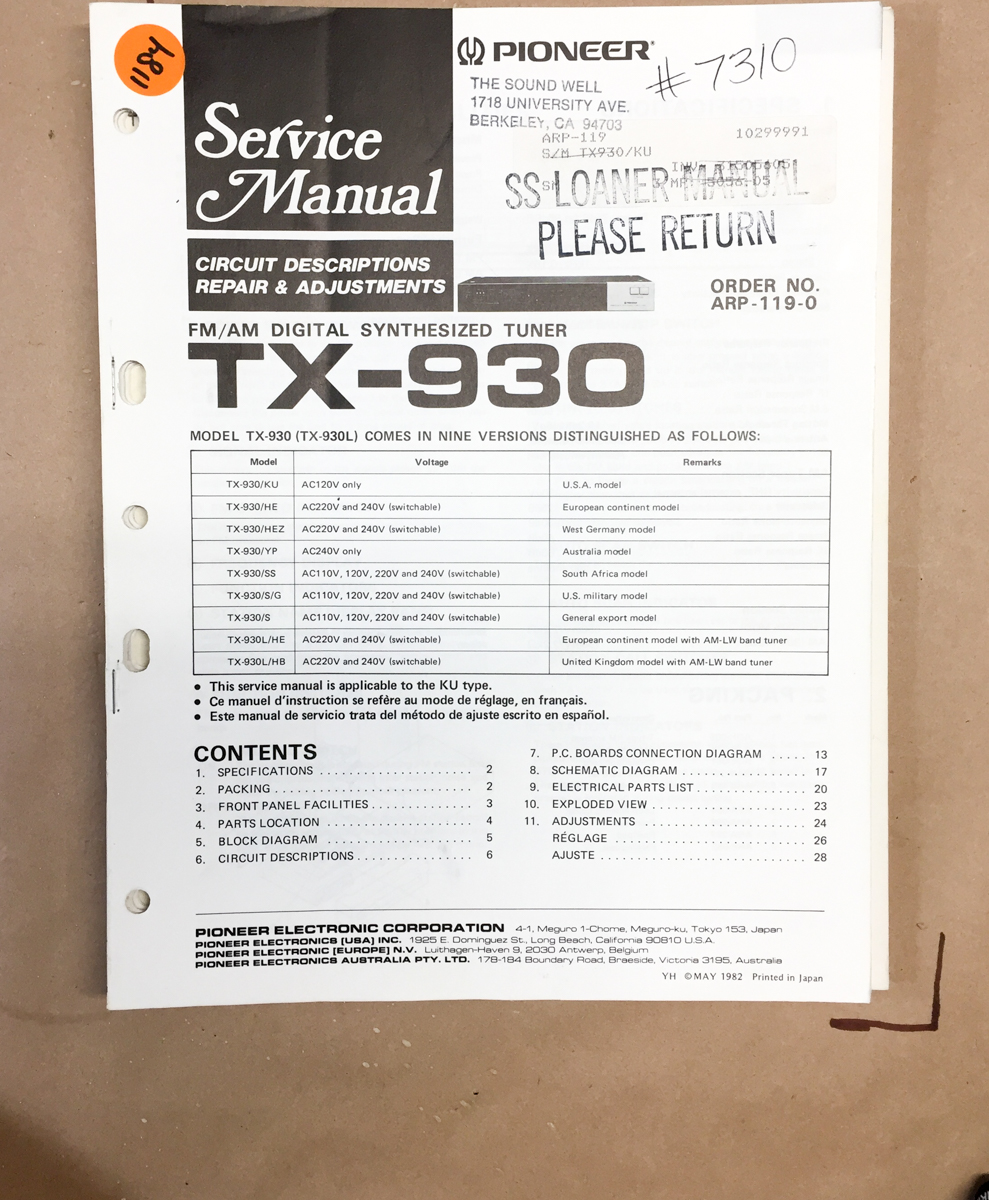 1184
PIONEER
# 7310
THE SOUND WELL
1718 UNIVERSITY AVE.
BERKELEY, CA 94703
ARP-119
10299991
S/M TX930/KU
SS LOANER MANUAL
PLEASE RETURN
Service
Manual
CIRCUIT DESCRIPTIONS
REPAIR & ADJUSTMENTS
ORDER NO.
ARP-119-0
FM/AM DIGITAL SYNTHESIZED TUNER
TX-930
MODEL TX-930 (TX-930L) COMES IN NINE VERSIONS DISTINGUISHED AS FOLLOWS:
Model Voltage Remarks
TX-930/KU AC120V only U.S.A. model
TX-930/HE AC220V and 240V (switchable) European continent model
TX-930/HEZ AC220V and 240V (switchable) West Germany model
TX-930/YP AC240V only Australia model
TX-930/SS AC110V, 120V, 220V and 240V (switchable) South Africa model
TX-930/S/G AC110V, 120V, 220V and 240V (switchable) U.S. military model
TX-930/S AC110V, 120V, 220V and 240V (switchable) General export model
TX-930L/HE AC220V and 240V (switchable) European continent model with AM-LW band tuner
TX-930L/HB AC220V and 240V (switchable) United Kingdom model with AM-LW band tuner
● This service manual is applicable to the KU type.
● Ce manuel d'instruction se refère au mode de réglage, en français.
● Este manual de servicio trata del método de ajuste escrito en español.
CONTENTS
1. SPECIFICATIONS . . . . . . . . . . . . . . . . . . . . . 2
2. PACKING . . . . . . . . . . . . . . . . . . . . . . . . . . . 2
3. FRONT PANEL FACILITIES . . . . . . . . . . . . . . 3
4. PARTS LOCATION . . . . . . . . . . . . . . . . . . . . 4
5. BLOCK DIAGRAM . . . . . . . . . . . . . . . . . . . . 5
6. CIRCUIT DESCRIPTIONS . . . . . . . . . . . . . . . . 6
7. P.C. BOARDS CONNECTION DIAGRAM . . . . . 13
8. SCHEMATIC DIAGRAM . . . . . . . . . . . . . . . . . 17
9. ELECTRICAL PARTS LIST . . . . . . . . . . . . . . . 20
10. EXPLODED VIEW . . . . . . . . . . . . . . . . . . . . . 23
11. ADJUSTMENTS . . . . . . . . . . . . . . . . . . . . . . 24
RÉGLAGE . . . . . . . . . . . . . . . . . . . . . . . . . . 26
AJUSTE . . . . . . . . . . . . . . . . . . . . . . . . . . . . 28
PIONEER ELECTRONIC CORPORATION 4-1, Meguro 1-Chome, Meguro-ku, Tokyo 153, Japan
PIONEER ELECTRONICS [USA] INC. 1925 E. Dominguez St., Long Beach, California 90810 U.S.A.
PIONEER ELECTRONIC [EUROPE] N.V. Luithagen-Haven 9, 2030 Antwerp, Belgium
PIONEER ELECTRONICS AUSTRALIA PTY. LTD. 178-184 Boundary Road, Braeside, Victoria 3195, Australia
YH ©MAY 1982 Printed in Japan